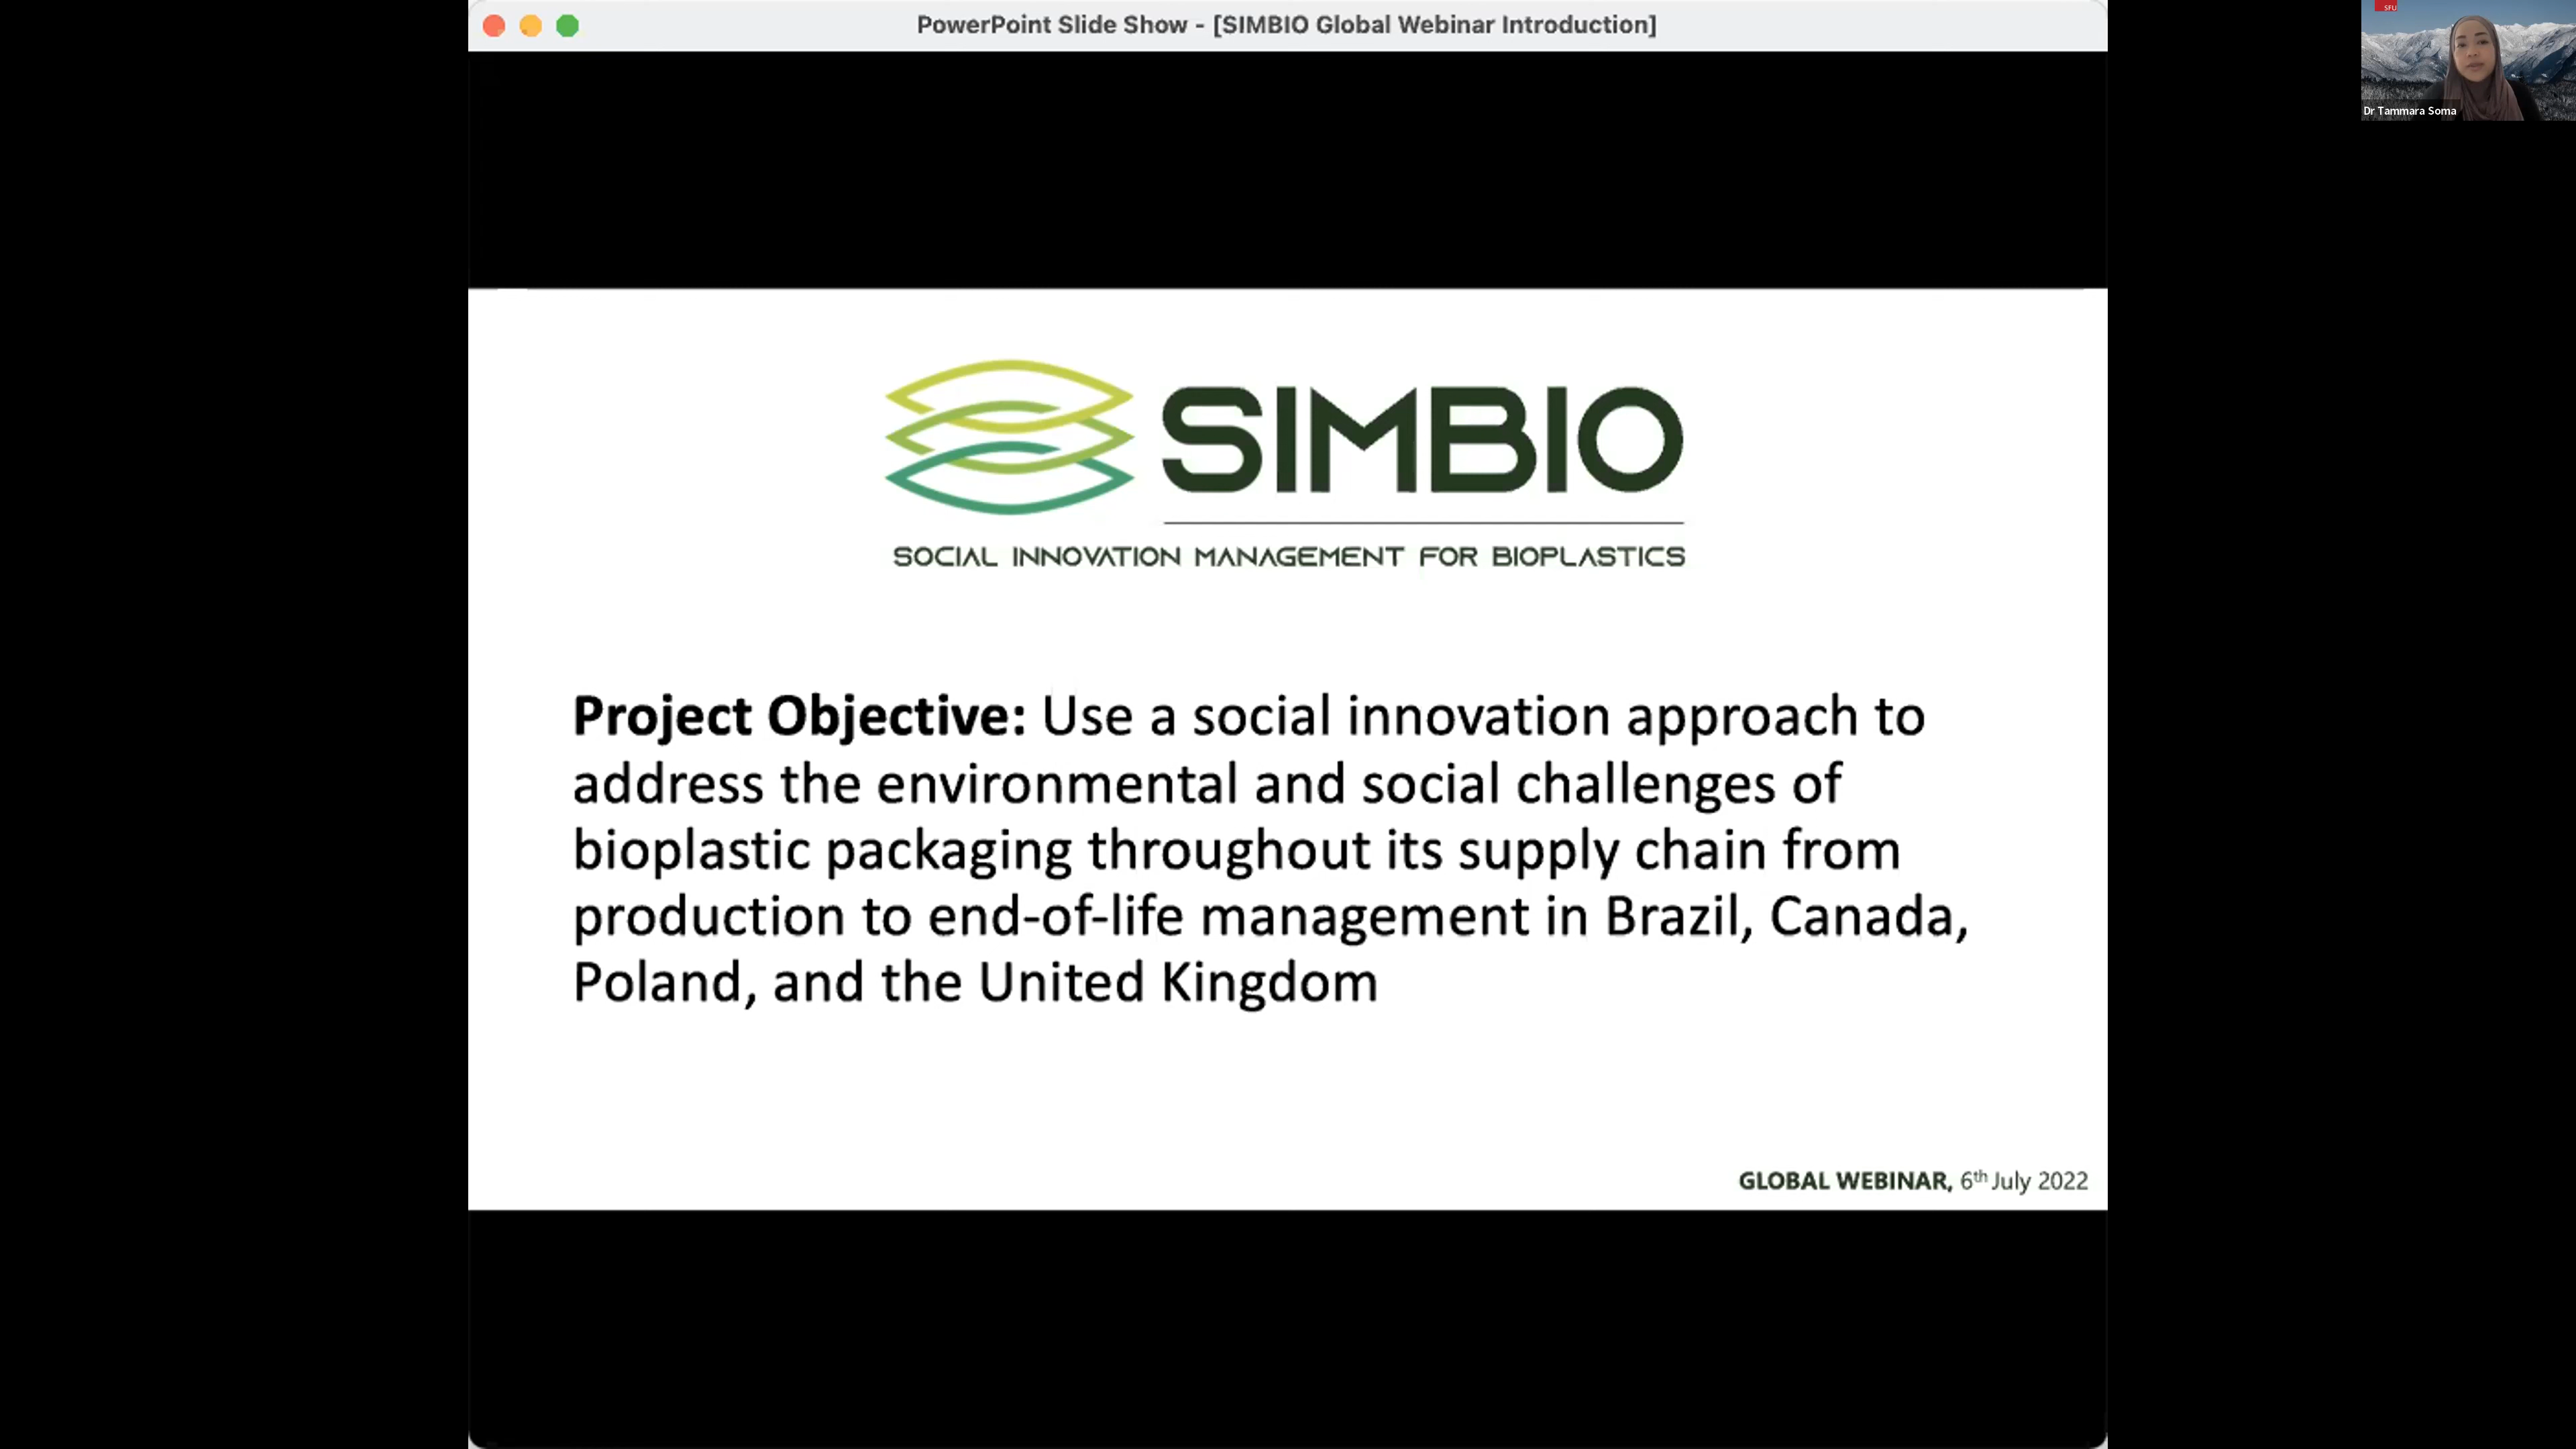 PowerPoint Slide Show - [SIMBIO Global Webinar Introduction]
SFU
Dr Tammara Soma
SIMBIO
SOCIAL INNOVATION MANAGEMENT FOR BIOPLASTICS
Project Objective: Use a social innovation approach to
address the environmental and social challenges of
bioplastic packaging throughout its supply chain from
production to end-of-life management in Brazil, Canada,
Poland, and the United Kingdom
GLOBAL WEBINAR, 6th July 2022